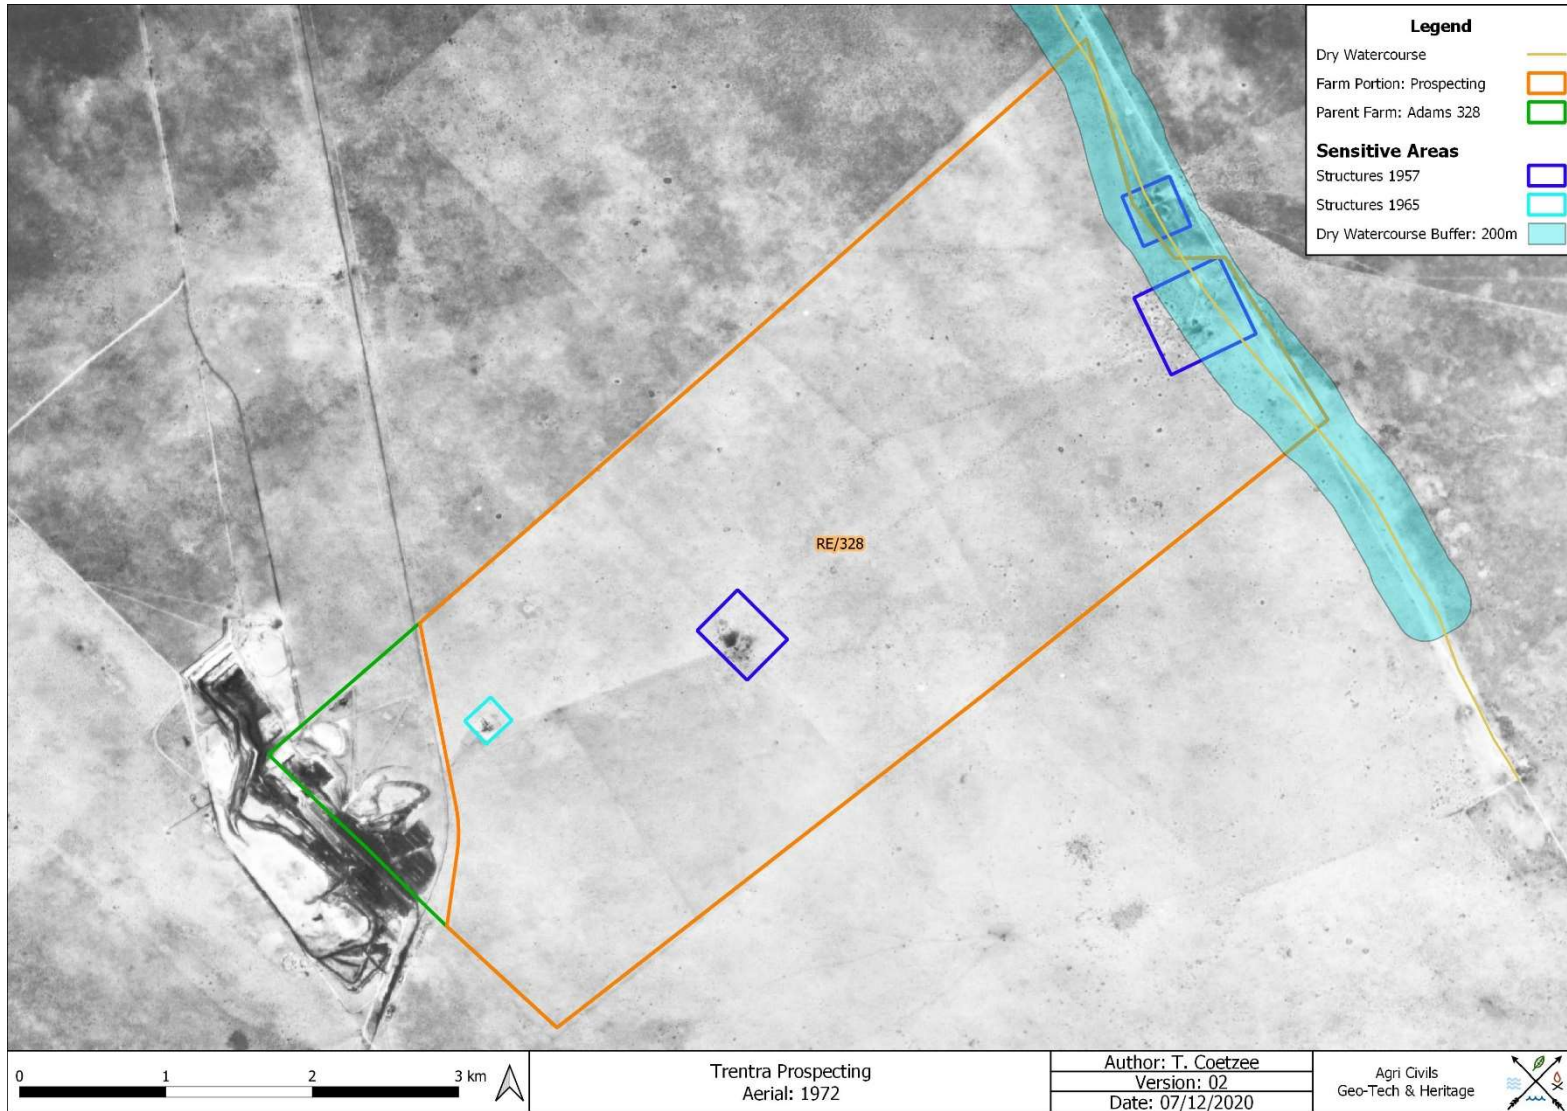 Legend
Dry Watercourse
Farm Portion: Prospecting
Parent Farm: Adams 328
Sensitive Areas
Structures 1957
Structures 1965
Dry Watercourse Buffer: 200m
RE/328
0 1 2 3 km
Trentra Prospecting
Aerial: 1972
Author: T. Coetzee
Version: 02
Date: 07/12/2020
Agri Civils
Geo-Tech & Heritage